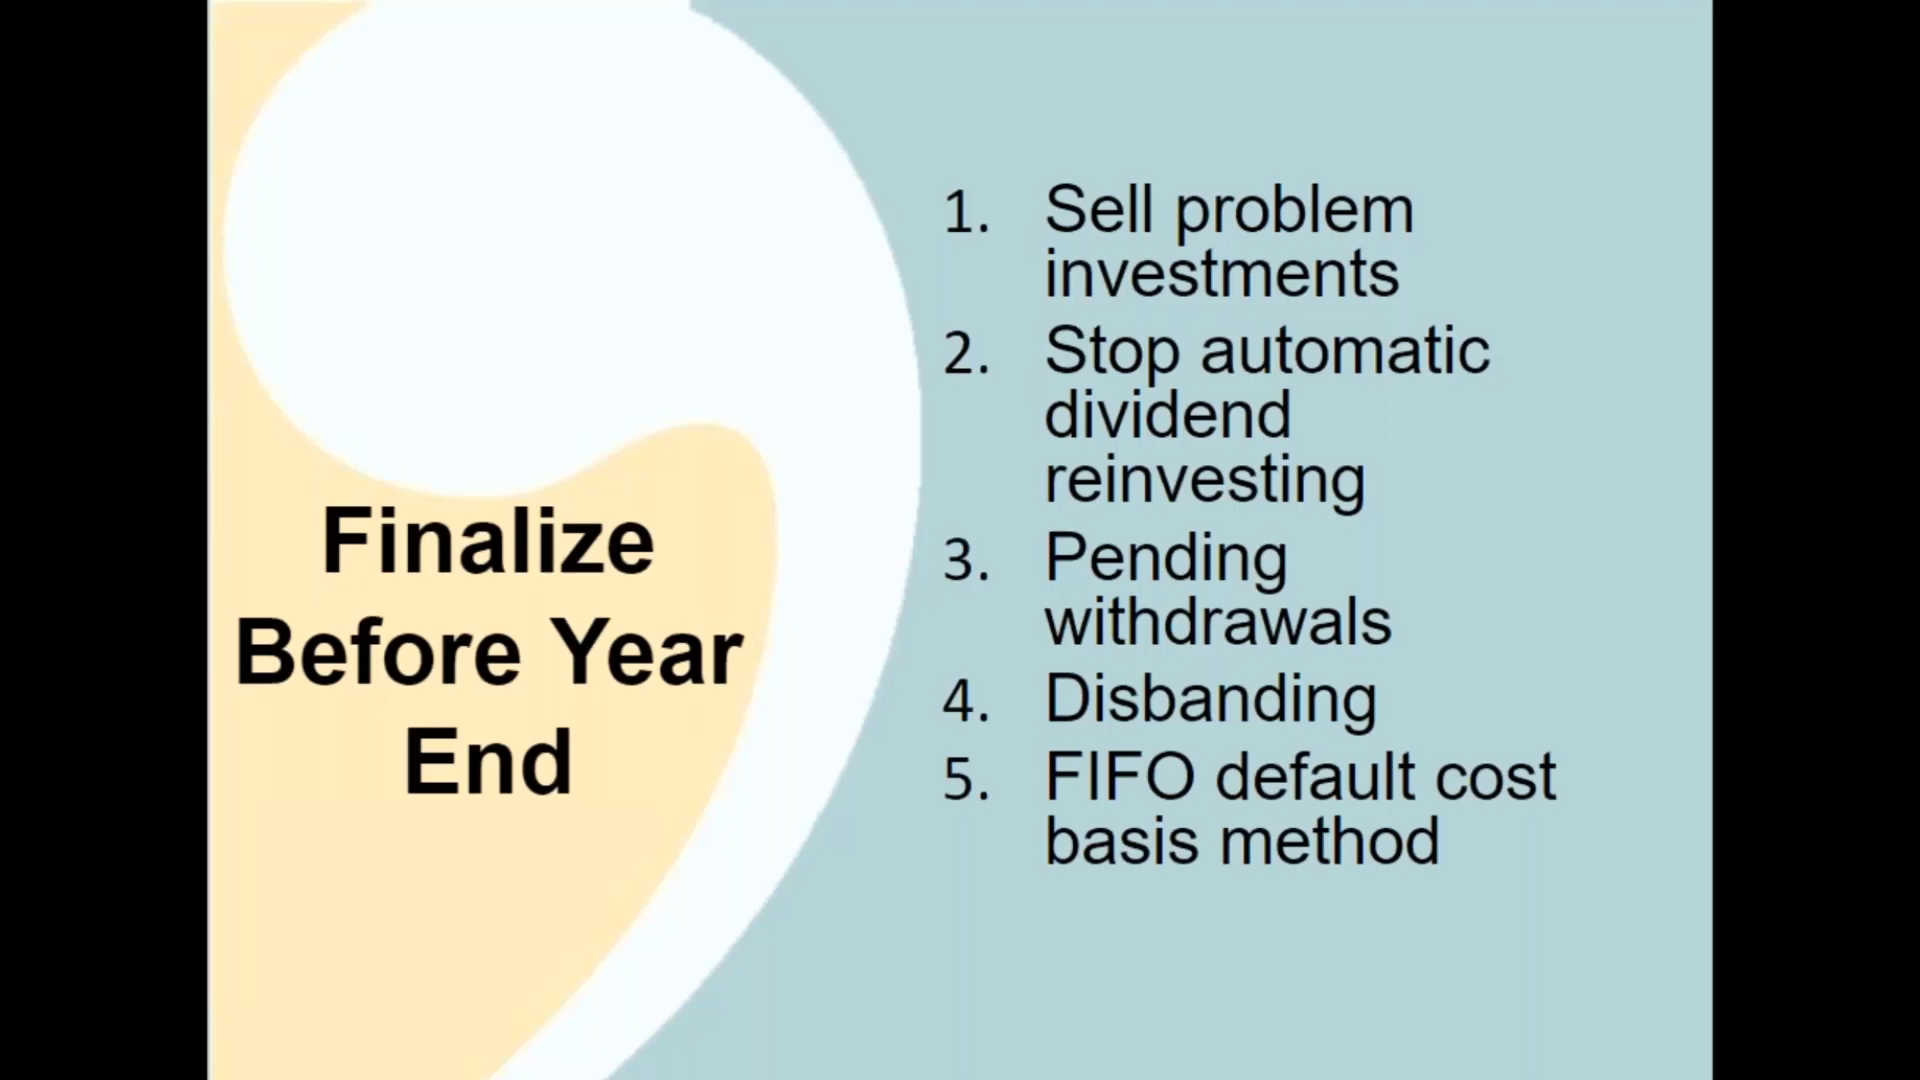 Finalize
Before Year
End
1. Sell problem
investments
2. Stop automatic
dividend
reinvesting
3. Pending
withdrawals
4. Disbanding
5. FIFO default cost
basis method